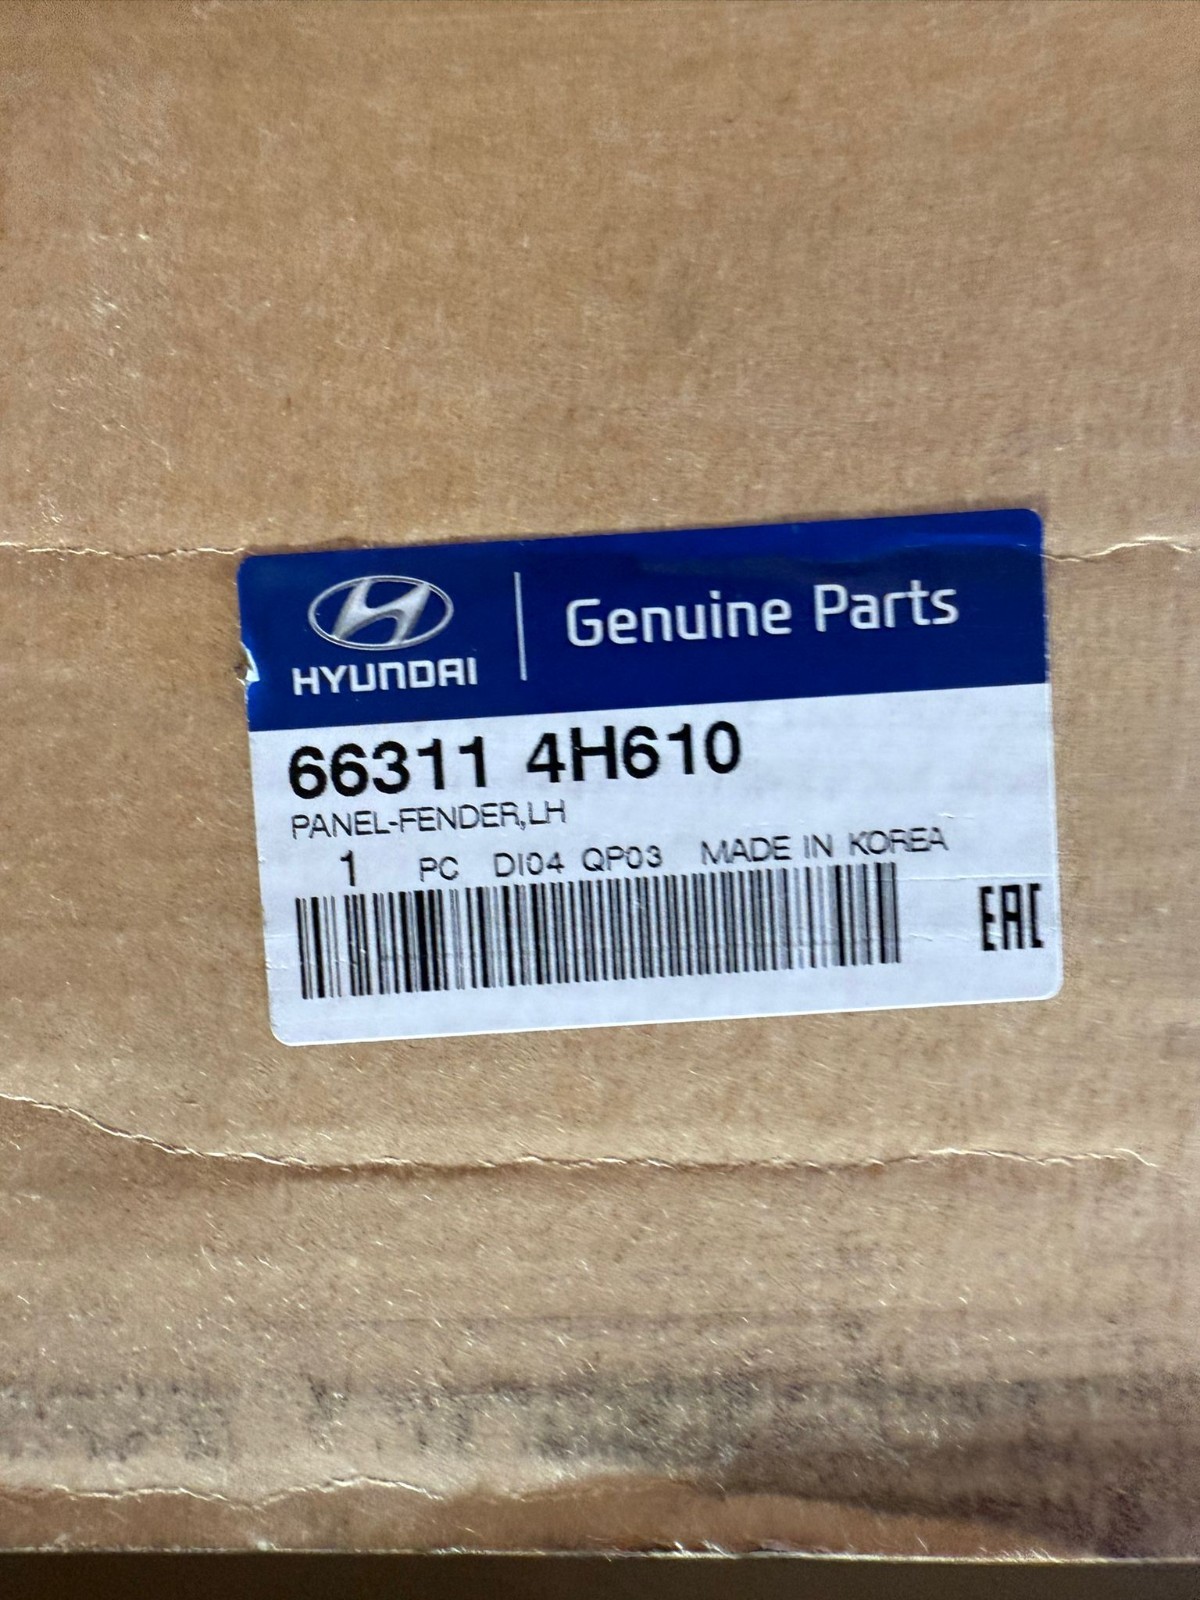 HYUNDAI
Genuine Parts
66311 4H610
PANEL-FENDER,LH
1 PC DI04 QP03 MADE IN KOREA
EAC